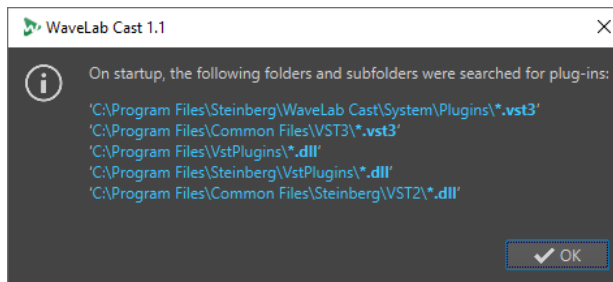 WaveLab Cast 1.1
On startup, the following folders and subfolders were searched for plug-ins:
'C:\Program Files\Steinberg\WaveLab Cast\System\Plugins\*.vst3'
'C:\Program Files\Common Files\VST3\*.vst3'
'C:\Program Files\VstPlugins\*.dll'
'C:\Program Files\Steinberg\VstPlugins\*.dll'
'C:\Program Files\Common Files\Steinberg\VST2\*.dll'
OK